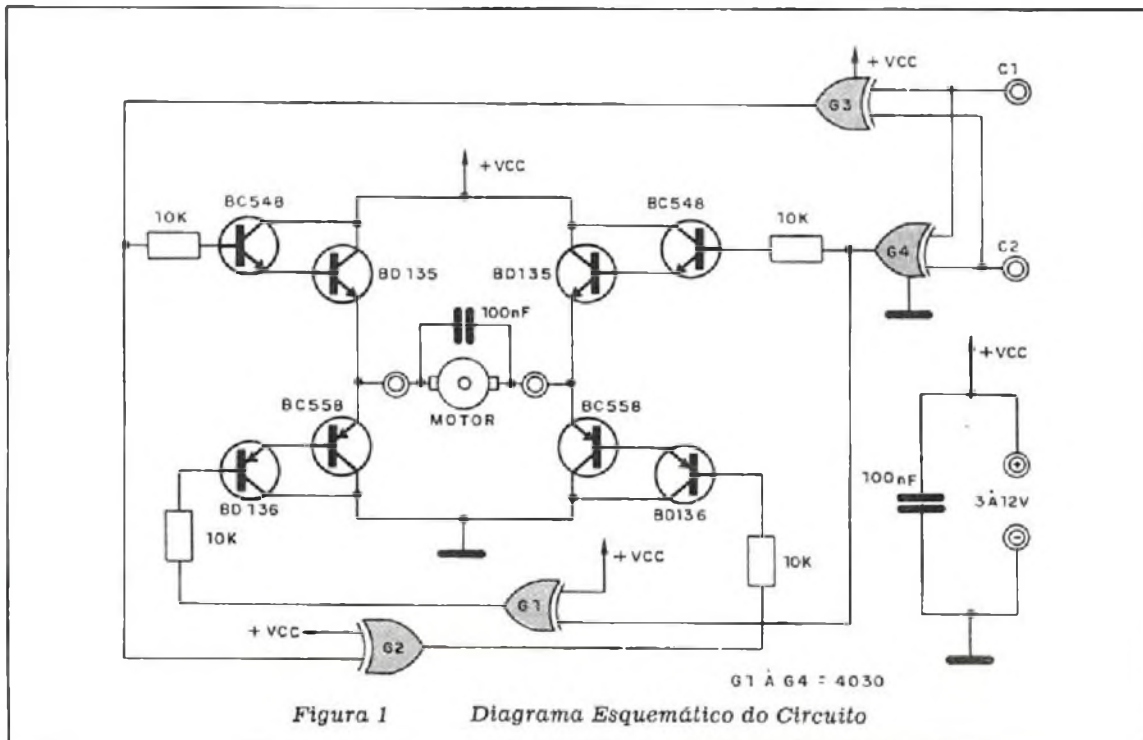 +VCC
C1
G3
+VCC
BC548
BC548
10K
10K
G4
C2
BD135
BD135
100nF
+VCC
MOTOR
BC558
BC558
100nF
3 À 12V
BD136
BD136
10K
10K
+VCC
G1
+VCC
G2
G1 À G4 = 4030
Figura 1 Diagrama Esquemático do Circuito